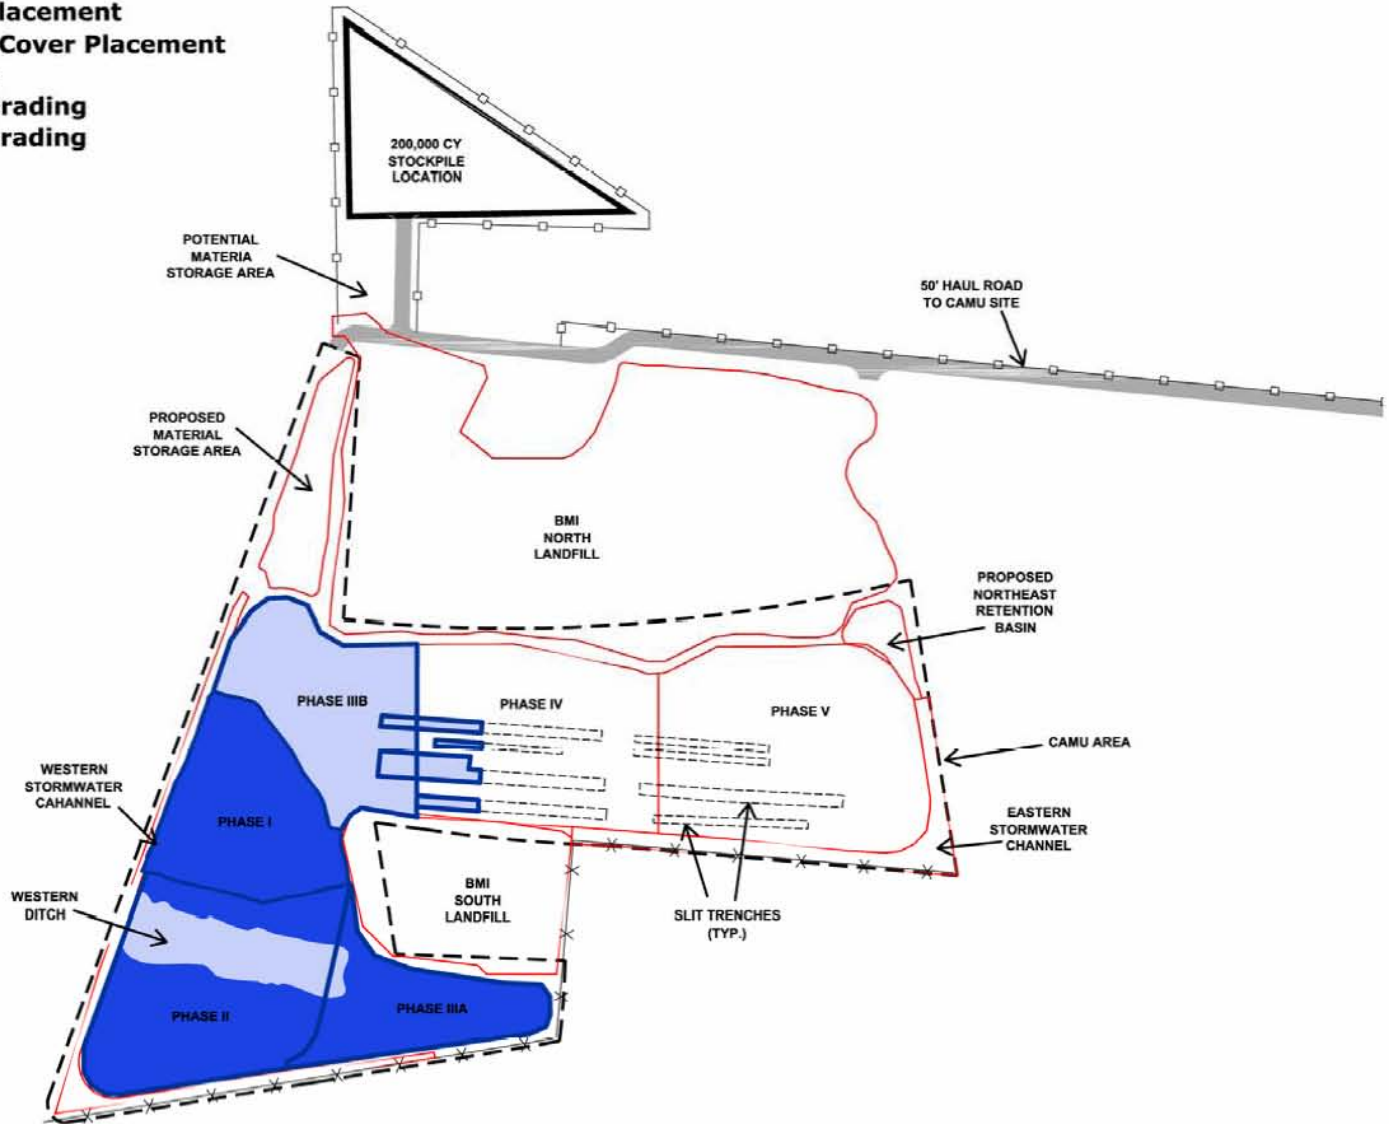 lacement
Cover Placement
rading
rading
200,000 CY
STOCKPILE
LOCATION
POTENTIAL
MATERIA
STORAGE AREA
50' HAUL ROAD
TO CAMU SITE
PROPOSED
MATERIAL
STORAGE AREA
BMI
NORTH
LANDFILL
PROPOSED
NORTHEAST
RETENTION
BASIN
PHASE IIIB
PHASE IV
PHASE V
CAMU AREA
WESTERN
STORMWATER
CAHANNEL
PHASE I
EASTERN
STORMWATER
CHANNEL
WESTERN
DITCH
BMI
SOUTH
LANDFILL
SLIT TRENCHES
(TYP.)
PHASE II
PHASE IIIA